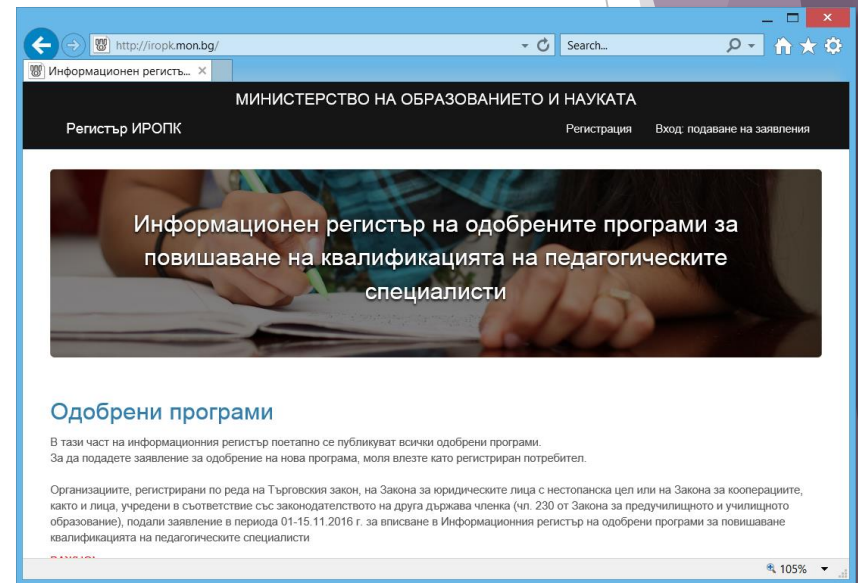 http://iropk.mon.bg/
Search...
Информационен регистъ...
МИНИСТЕРСТВО НА ОБРАЗОВАНИЕТО И НАУКАТА
Регистър ИРОПК
Регистрация
Вход: подаване на заявления
Информационен регистър на одобрените програми за
повишаване на квалификацията на педагогическите
специалисти
Одобрени програми
В тази част на информационния регистър поетапно се публикуват всички одобрени програми.
За да подадете заявление за одобрение на нова програма, моля влезте като регистриран потребител.
Организациите, регистрирани по реда на Търговския закон, на Закона за юридическите лица с нестопанска цел или на Закона за кооперациите,
както и лица, учредени в съответствие със законодателството на друга държава членка (чл. 230 от Закона за предучилищното и училищното
образование), подали заявление в периода 01-15.11.2016 г. за вписване в Информационния регистър на одобрени програми за повишаване
квалификацията на педагогическите специалисти
105%